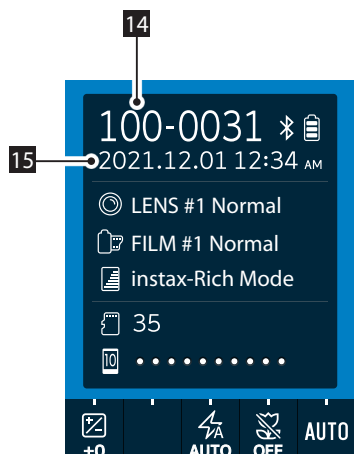 14
100-0031
15
2021.12.01 12:34 AM
LENS #1 Normal
FILM #1 Normal
instax-Rich Mode
35
10
A
±0 AUTO OFF AUTO